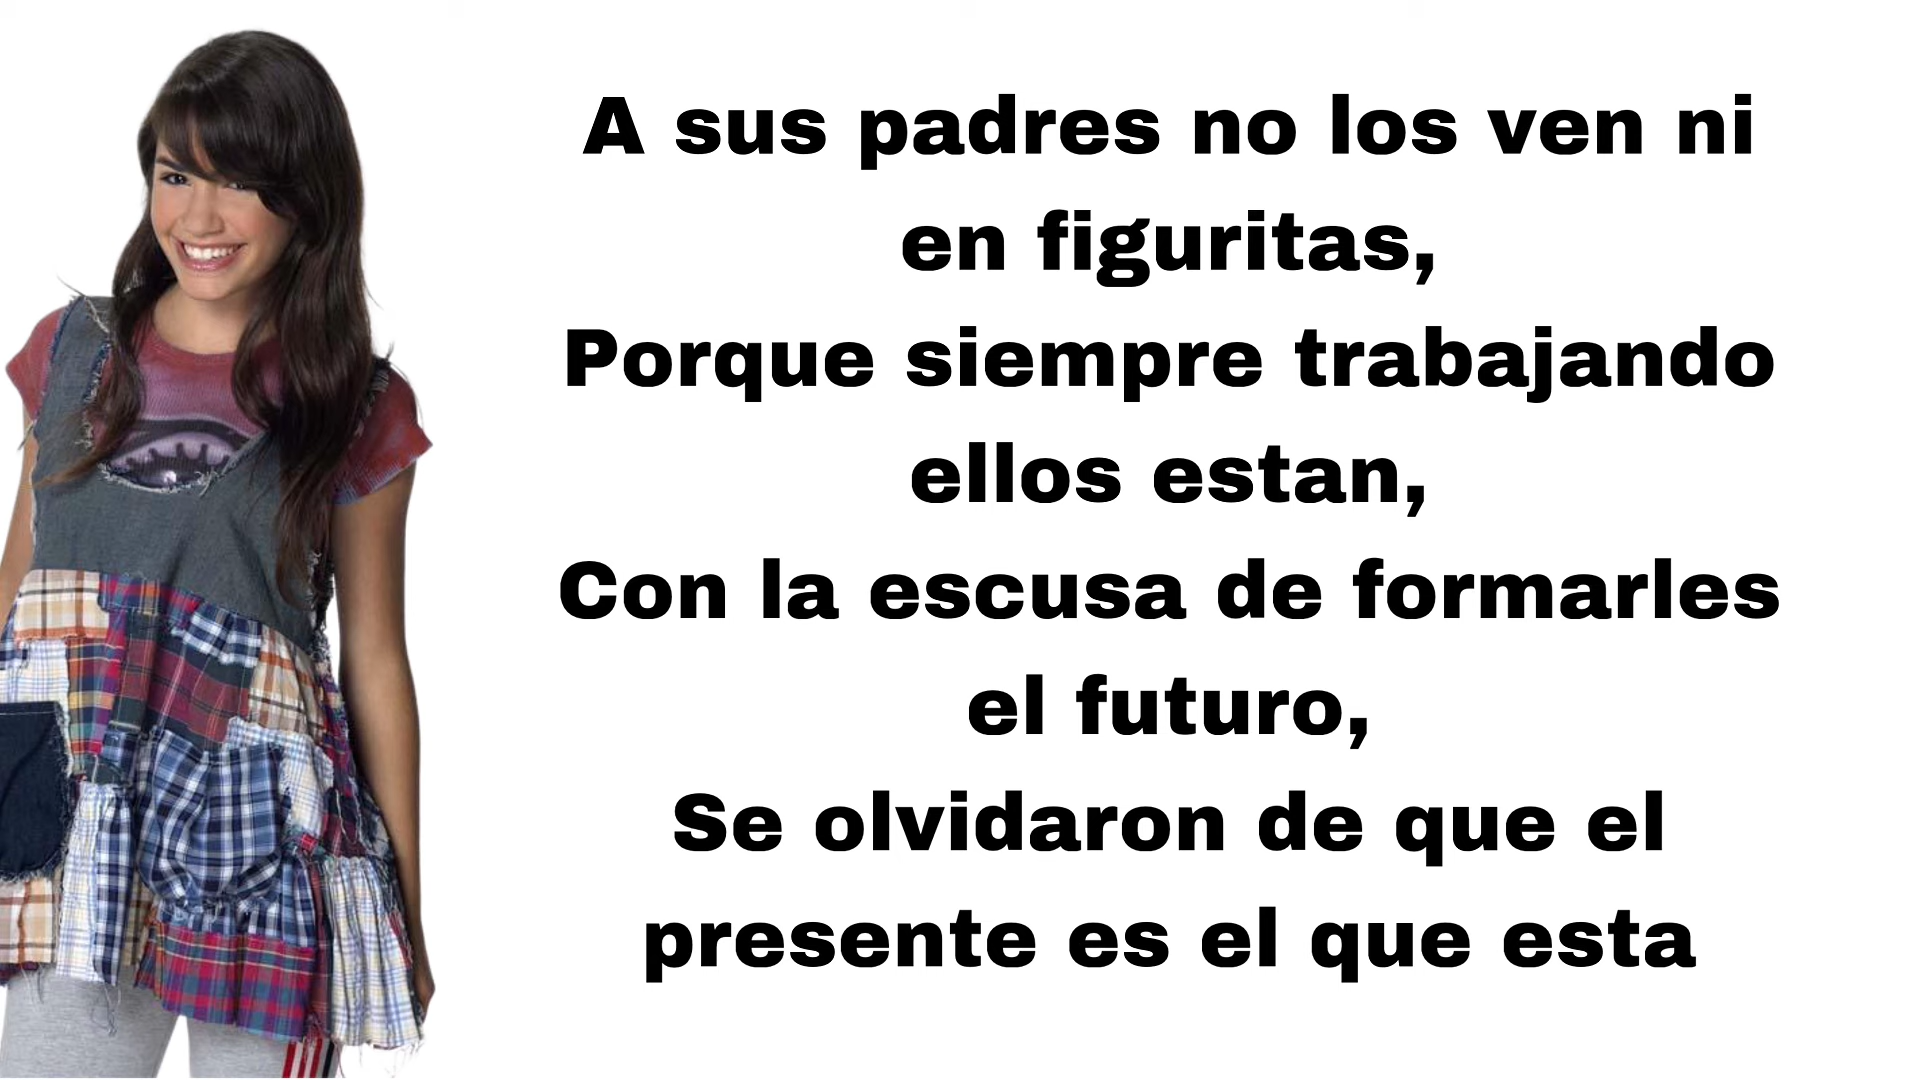 A sus padres no los ven ni
en figuritas,
Porque siempre trabajando
ellos estan,
Con la escusa de formarles
el futuro,
Se olvidaron de que el
presente es el que esta